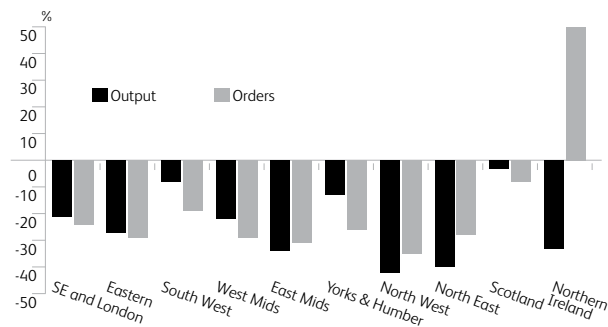 %
50
40
30
20
10
0
-10
-20
-30
-40
-50
Output
Orders
SE and London
Eastern
South West
West Mids
East Mids
Yorks & Humber
North West
North East
Scotland
Northern
Ireland